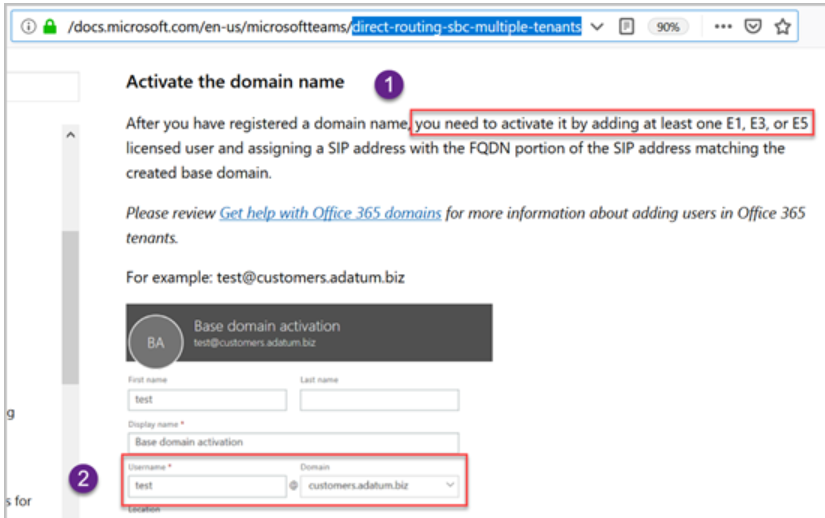 /docs.microsoft.com/en-us/microsoftteams/direct-routing-sbc-multiple-tenants
90%
Activate the domain name
1
After you have registered a domain name, you need to activate it by adding at least one E1, E3, or E5
licensed user and assigning a SIP address with the FQDN portion of the SIP address matching the
created base domain.
Please review Get help with Office 365 domains for more information about adding users in Office 365
tenants.
For example: test@customers.adatum.biz
BA
Base domain activation
test@customers.adatum.biz
First name
Last name
test
Display name *
Base domain activation
g
2
Username *
Domain
test
@
customers.adatum.biz
s for
Location